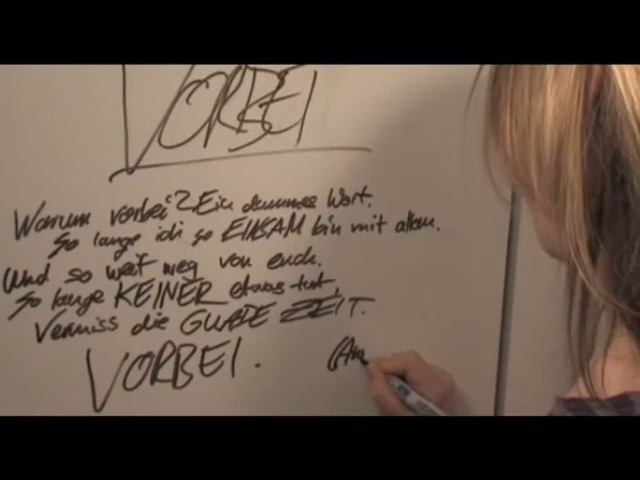 VORBEI
Warum vorbei? Ein dummes Wort.
So lange ich so EINSAM bin mit allem.
Und so weit weg von euch.
So lange KEINER etwas tut.
Vermiss die GUTE ZEIT.
VORBEI.